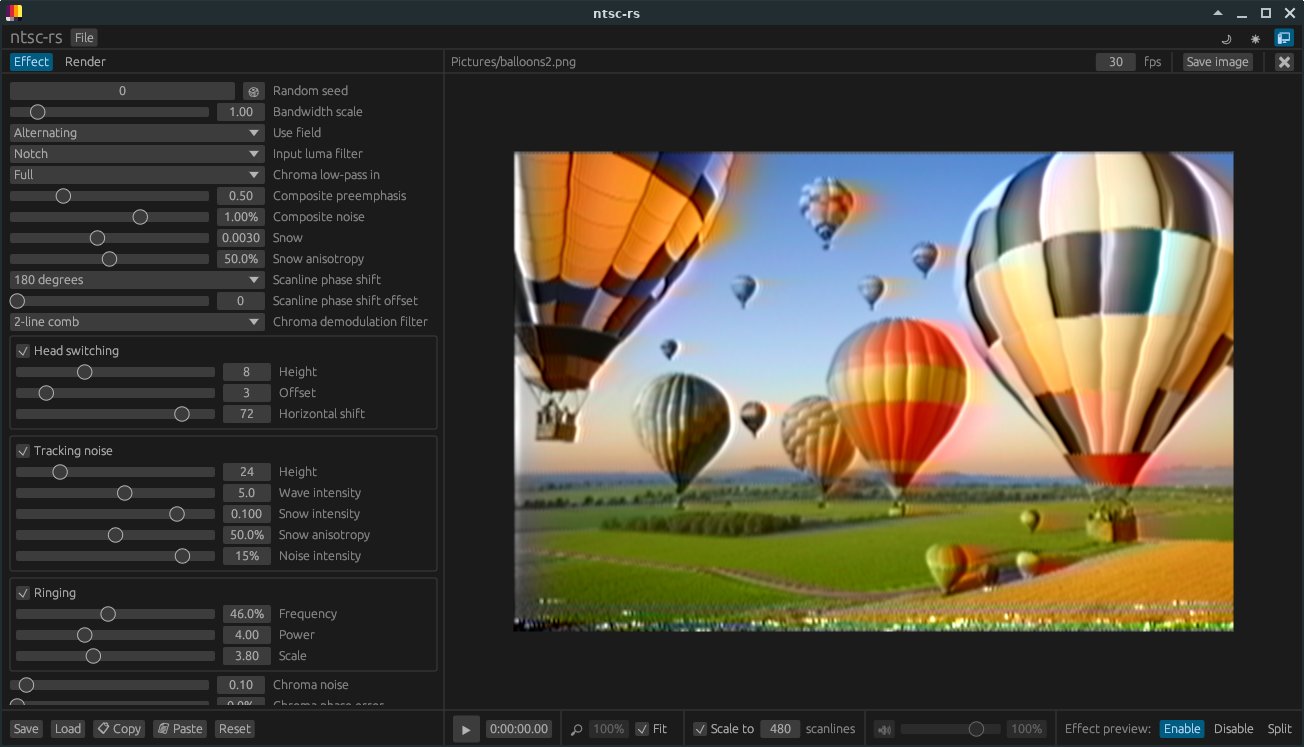 ntsc-rs
ntsc-rs File
Effect Render
Pictures/balloons2.png 30 fps Save image
0 Random seed
1.00 Bandwidth scale
Alternating Use field
Notch Input luma filter
Full Chroma low-pass in
0.50 Composite preemphasis
1.00% Composite noise
0.0030 Snow
50.0% Snow anisotropy
180 degrees Scanline phase shift
0 Scanline phase shift offset
2-line comb Chroma demodulation filter
Head switching
8 Height
3 Offset
72 Horizontal shift
Tracking noise
24 Height
5.0 Wave intensity
0.100 Snow intensity
50.0% Snow anisotropy
15% Noise intensity
Ringing
46.0% Frequency
4.00 Power
3.80 Scale
0.10 Chroma noise
0.0% Chroma phase error
Save Load Copy Paste Reset
0:00:00.00 100% Fit Scale to 480 scanlines 100% Effect preview: Enable Disable Split